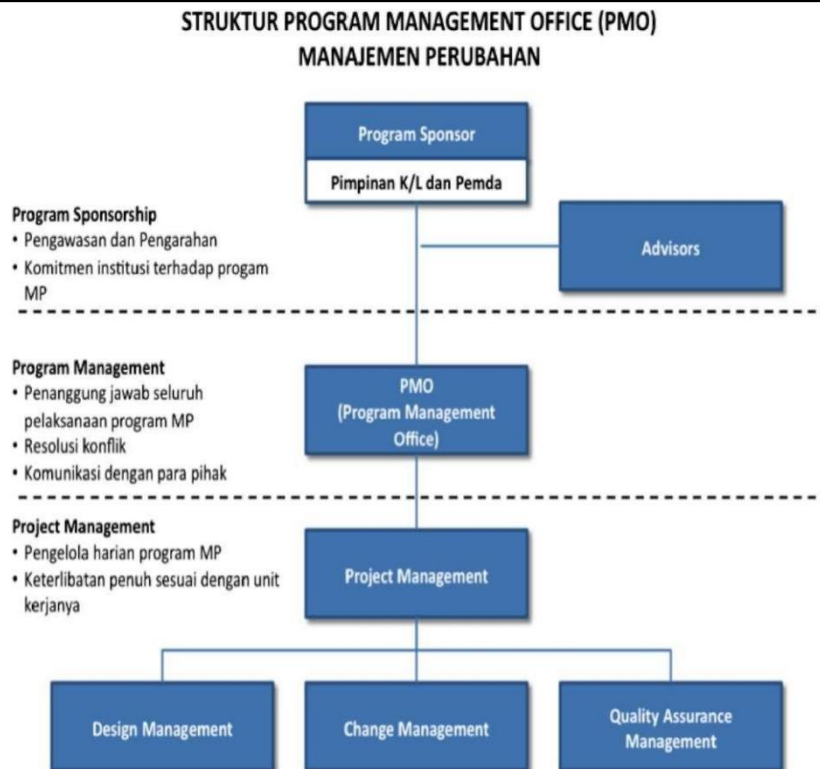 STRUKTUR PROGRAM MANAGEMENT OFFICE (PMO)
MANAJEMEN PERUBAHAN
Program Sponsor
Pimpinan K/L dan Pemda
Program Sponsorship
• Pengawasan dan Pengarahan
• Komitmen institusi terhadap progam
MP
Advisors
Program Management
• Penanggung jawab seluruh
pelaksanaan program MP
• Resolusi konflik
• Komunikasi dengan para pihak
PMO
(Program Management
Office)
Project Management
• Pengelola harian program MP
• Keterlibatan penuh sesuai dengan unit
kerjanya
Project Management
Design Management
Change Management
Quality Assurance
Management